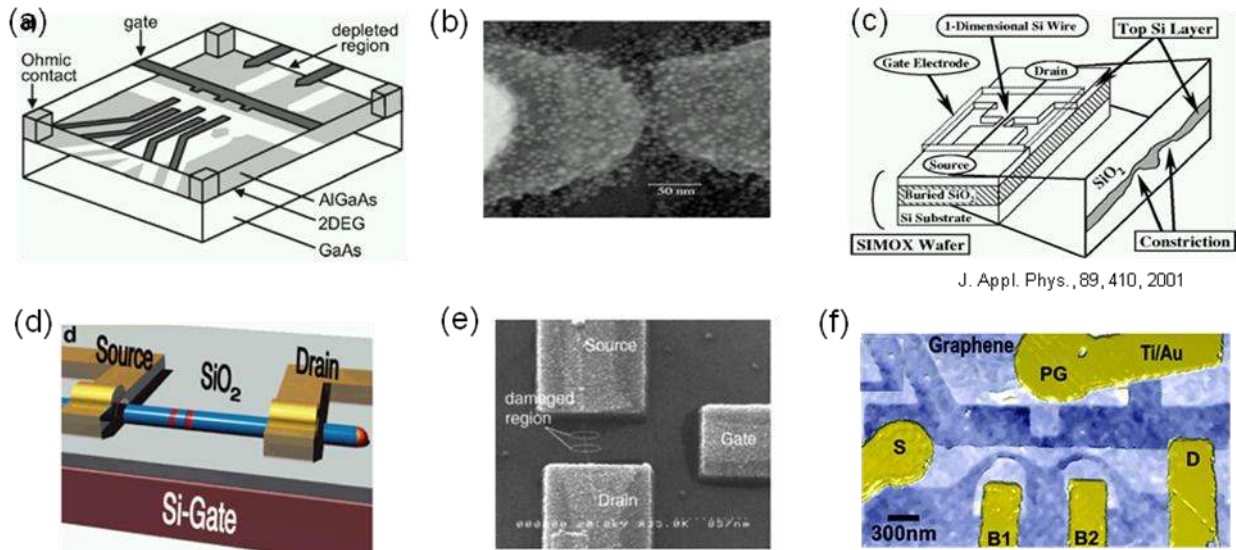 (a)
gate
depleted
region
Ohmic
contact
AlGaAs
2DEG
GaAs
(b)
50 nm
(c)
1-Dimensional Si Wire
Top Si Layer
Gate Electrode
Drain
Source
SiO2
Buried SiO2
Si Substrate
SIMOX Wafer
Constriction
J. Appl. Phys., 89, 410, 2001
(d)
d
Source
SiO2
Drain
Si-Gate
(e)
Source
damaged
region
Gate
Drain
(f)
Graphene
Ti/Au
PG
S
D
300nm
B1
B2